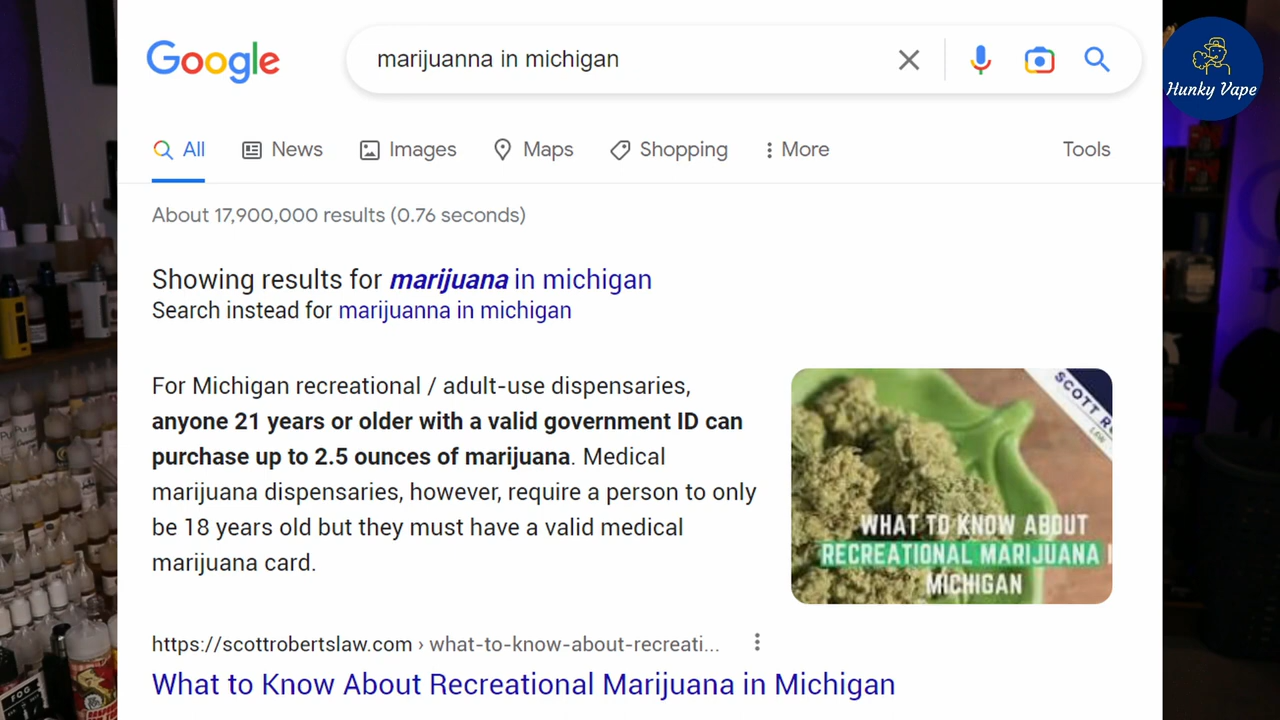 Google
marijuanna in michigan
Hunky Vape
All
News
Images
Maps
Shopping
More
Tools
About 17,900,000 results (0.76 seconds)
Showing results for marijuana in michigan
Search instead for marijuanna in michigan
For Michigan recreational / adult-use dispensaries,
anyone 21 years or older with a valid government ID can
purchase up to 2.5 ounces of marijuana. Medical
marijuana dispensaries, however, require a person to only
be 18 years old but they must have a valid medical
marijuana card.
SCOTT R
WHAT TO KNOW ABOUT
RECREATIONAL MARIJUANA
MICHIGAN
https://scottrobertslaw.com › what-to-know-about-recreati...
What to Know About Recreational Marijuana in Michigan
FOG